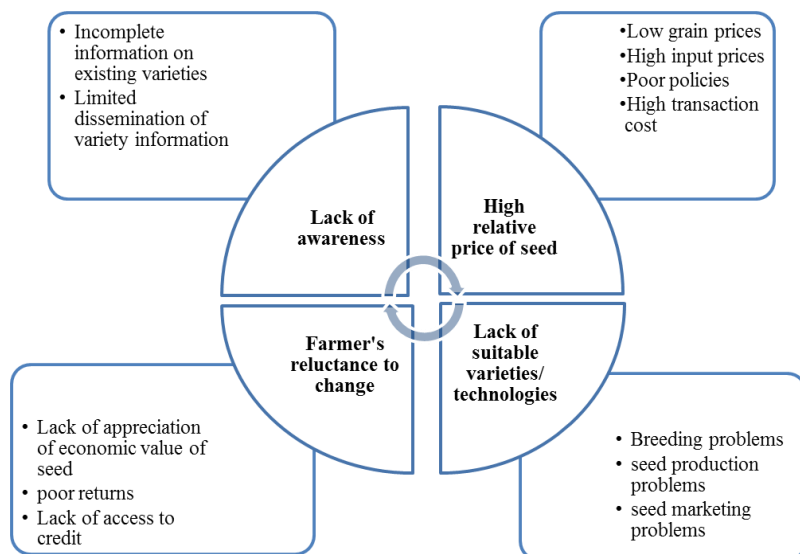 • Incomplete
information on
existing varieties
• Limited
dissemination of
variety information
•Low grain prices
•High input prices
•Poor policies
•High transaction
cost
Lack of
awareness
High
relative
price of seed
Farmer's
reluctance to
change
Lack of
suitable
varieties/
technologies
• Lack of appreciation
of economic value of
seed
• poor returns
• Lack of access to
credit
• Breeding problems
• seed production
problems
• seed marketing
problems